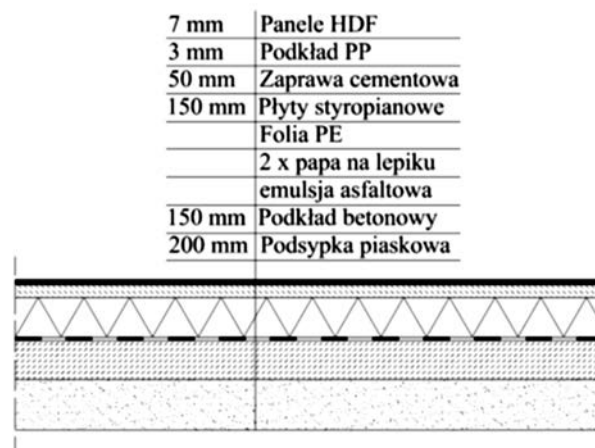 7 mm Panele HDF
3 mm Podkład PP
50 mm Zaprawa cementowa
150 mm Płyty styropianowe
Folia PE
2 x papa na lepiku
emulsja asfaltowa
150 mm Podkład betonowy
200 mm Podsypka piaskowa